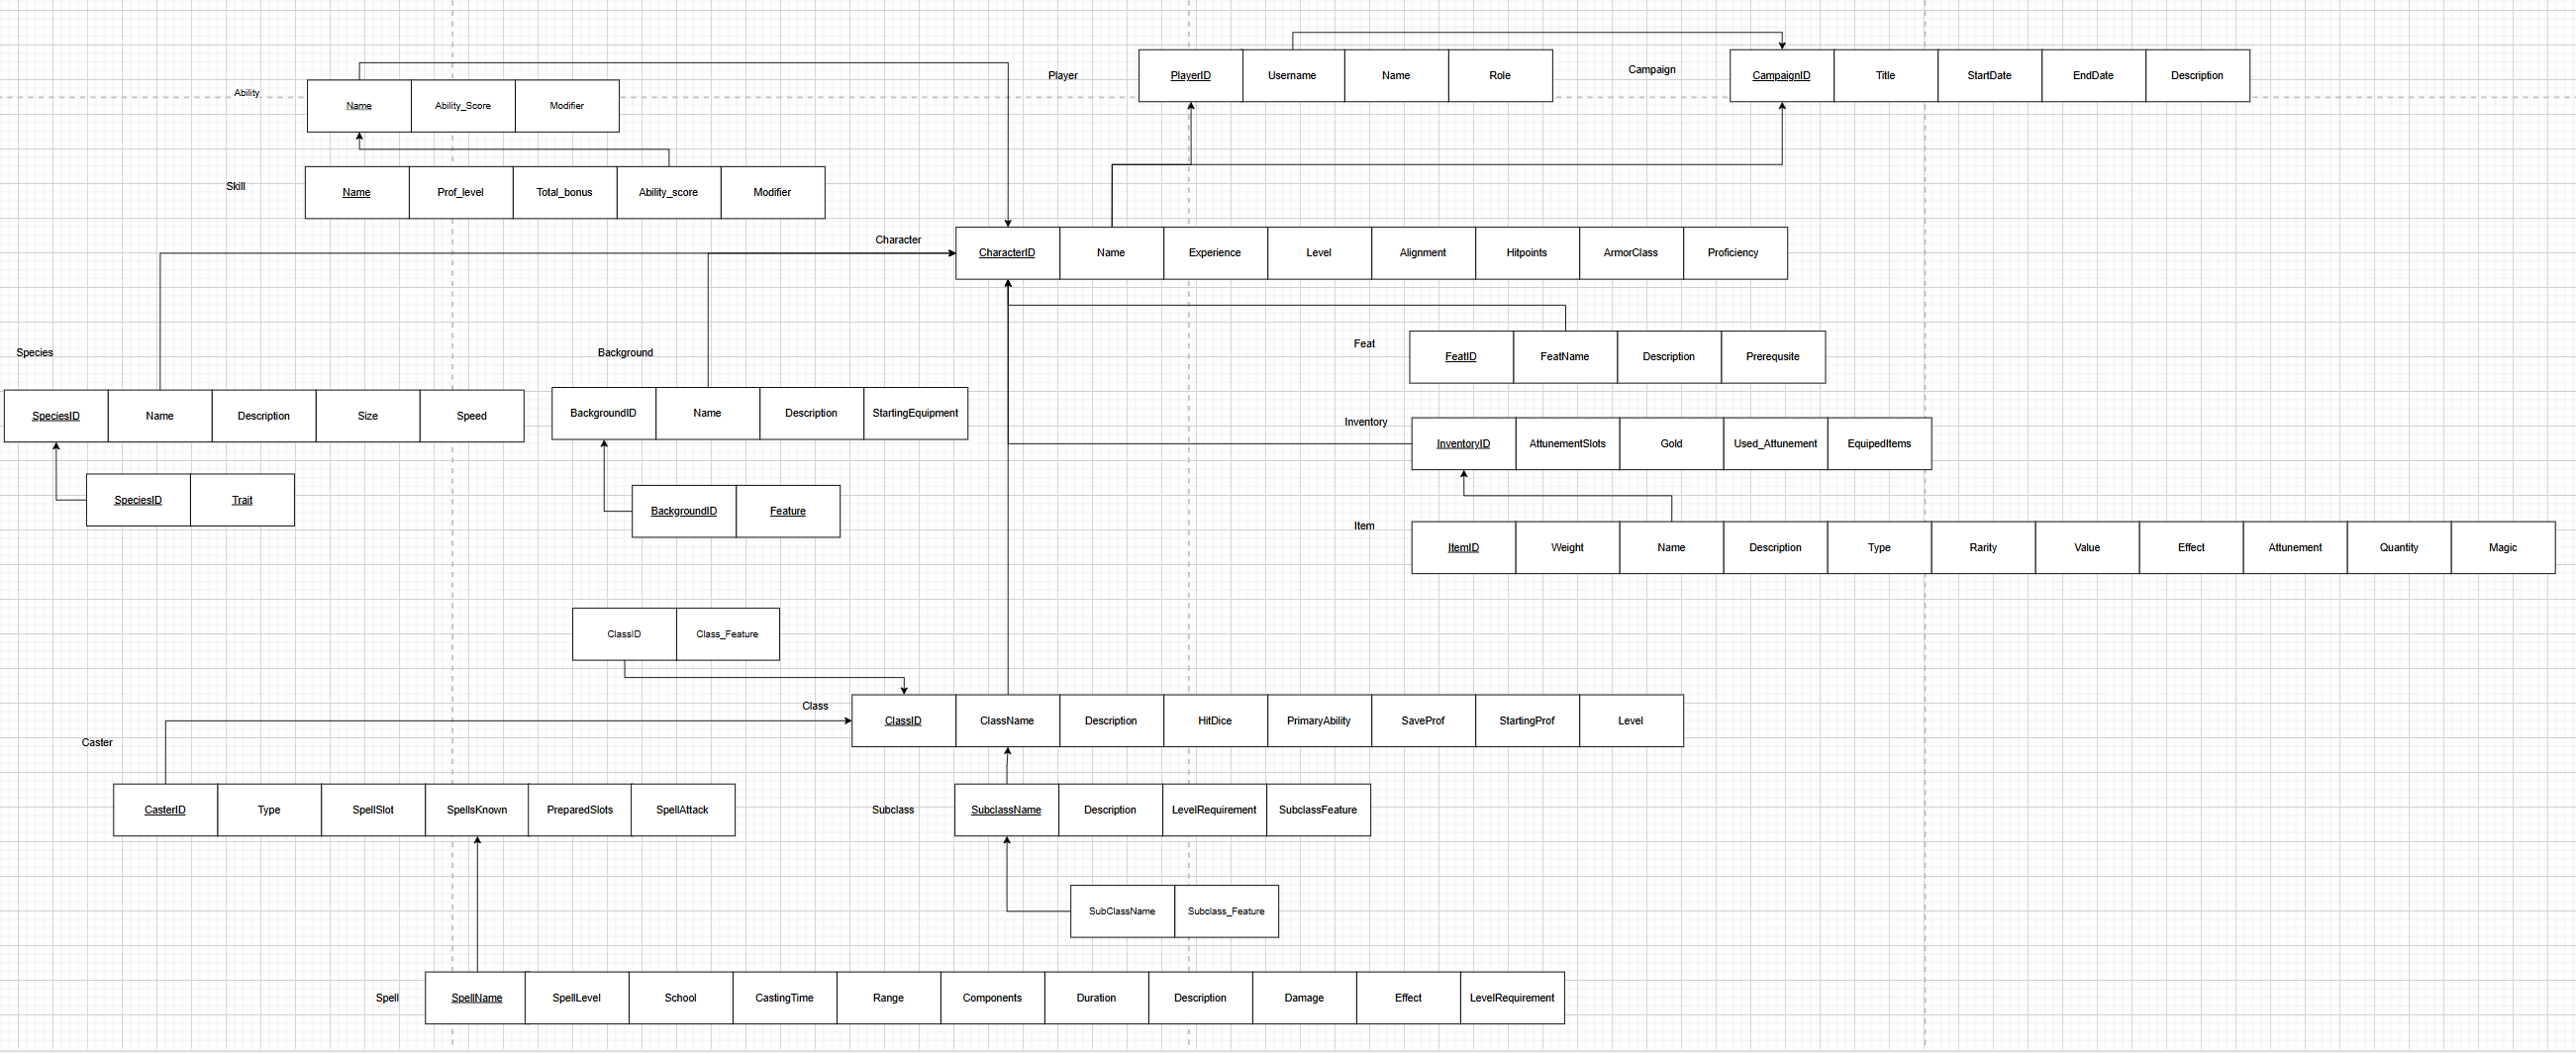 Player
PlayerID Username Name Role
Campaign
CampaignID Title StartDate EndDate Description
Ability
Name Ability_Score Modifier
Skill
Name Prof_level Total_bonus Ability_score Modifier
Character
CharacterID Name Experience Level Alignment Hitpoints ArmorClass Proficiency
Species
SpeciesID Name Description Size Speed
SpeciesID Trait
Background
BackgroundID Name Description StartingEquipment
BackgroundID Feature
Feat
FeatID FeatName Description Prerequsite
Inventory
InventoryID AttunementSlots Gold Used_Attunement EquipedItems
Item
ItemID Weight Name Description Type Rarity Value Effect Attunement Quantity Magic
ClassID Class_Feature
Class
ClassID ClassName Description HitDice PrimaryAbility SaveProf StartingProf Level
Caster
CasterID Type SpellSlot SpellsKnown PreparedSlots SpellAttack
Subclass
SubclassName Description LevelRequirement SubclassFeature
SubClassName Subclass_Feature
Spell
SpellName SpellLevel School CastingTime Range Components Duration Description Damage Effect LevelRequirement